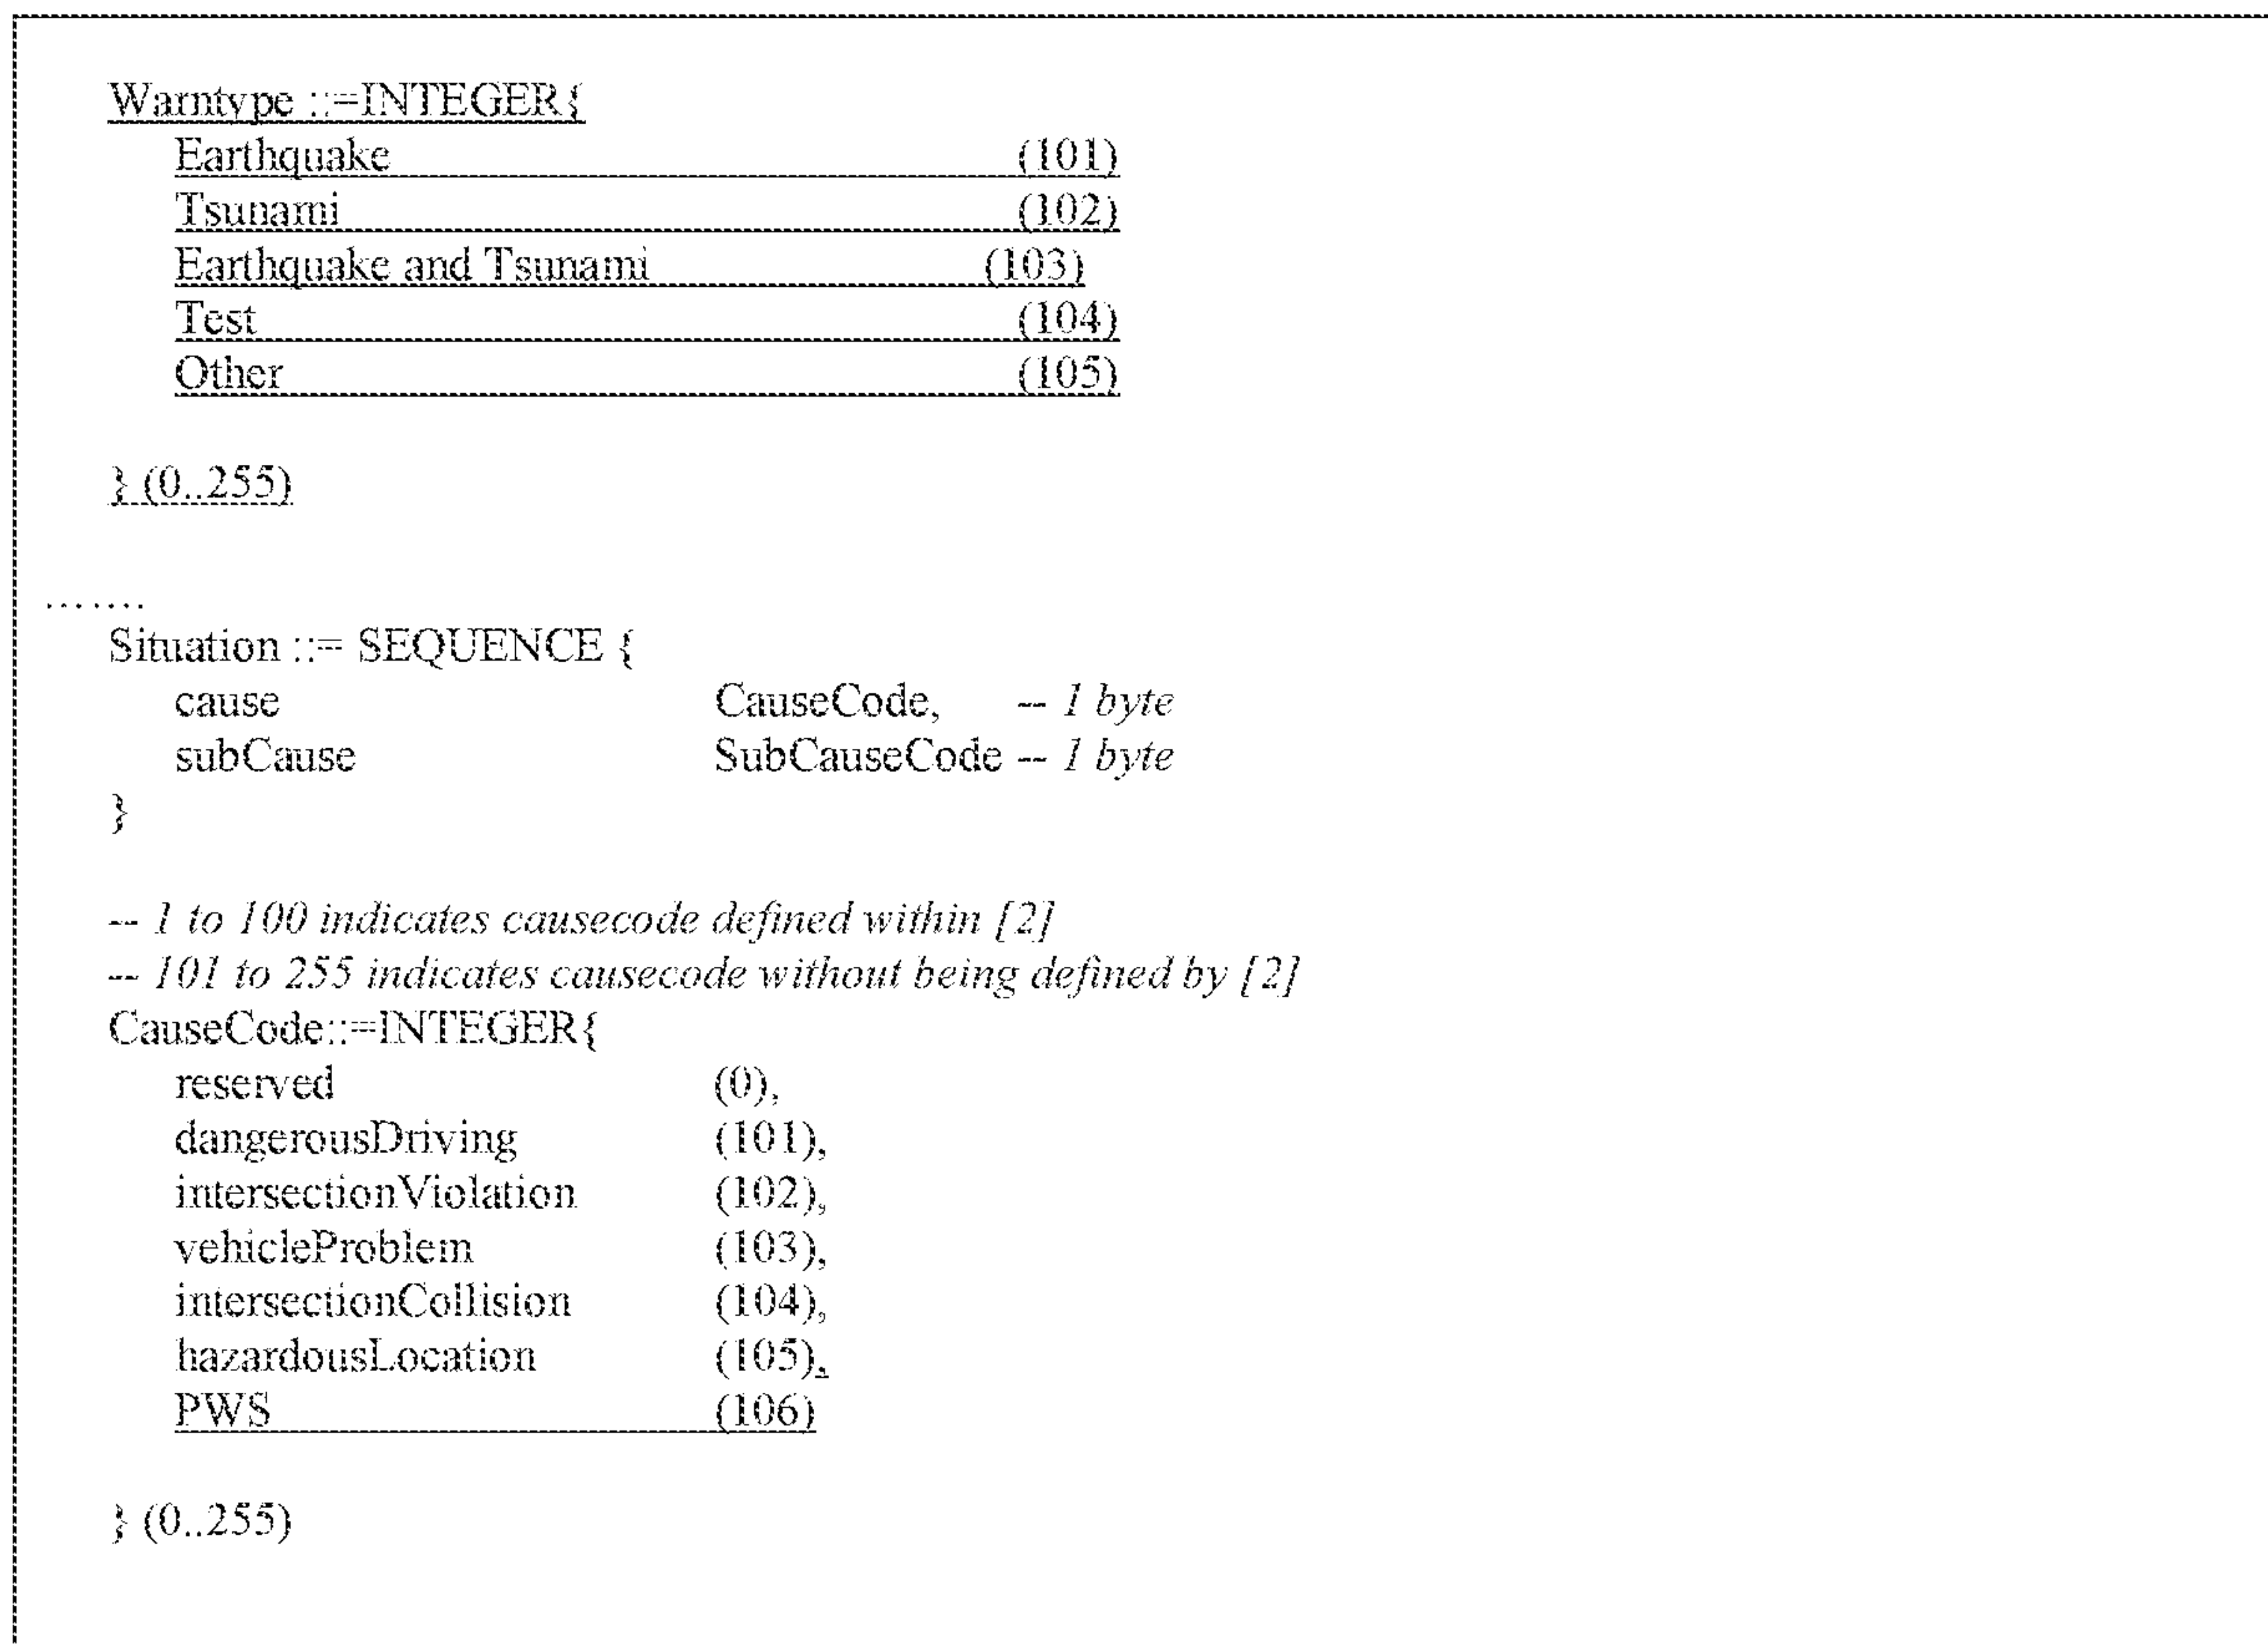 Warntype ::=INTEGER{
Earthquake (101)
Tsunami (102)
Earthquake and Tsunami (103)
Test (104)
Other (105)
} (0..255)
.......
Situation ::= SEQUENCE {
cause CauseCode, -- 1 byte
subCause SubCauseCode -- 1 byte
}
-- 1 to 100 indicates causecode defined within [2]
-- 101 to 255 indicates causecode without being defined by [2]
CauseCode::=INTEGER{
reserved (0),
dangerousDriving (101),
intersectionViolation (102),
vehicleProblem (103),
intersectionCollision (104),
hazardousLocation (105),
PWS (106)
} (0..255)